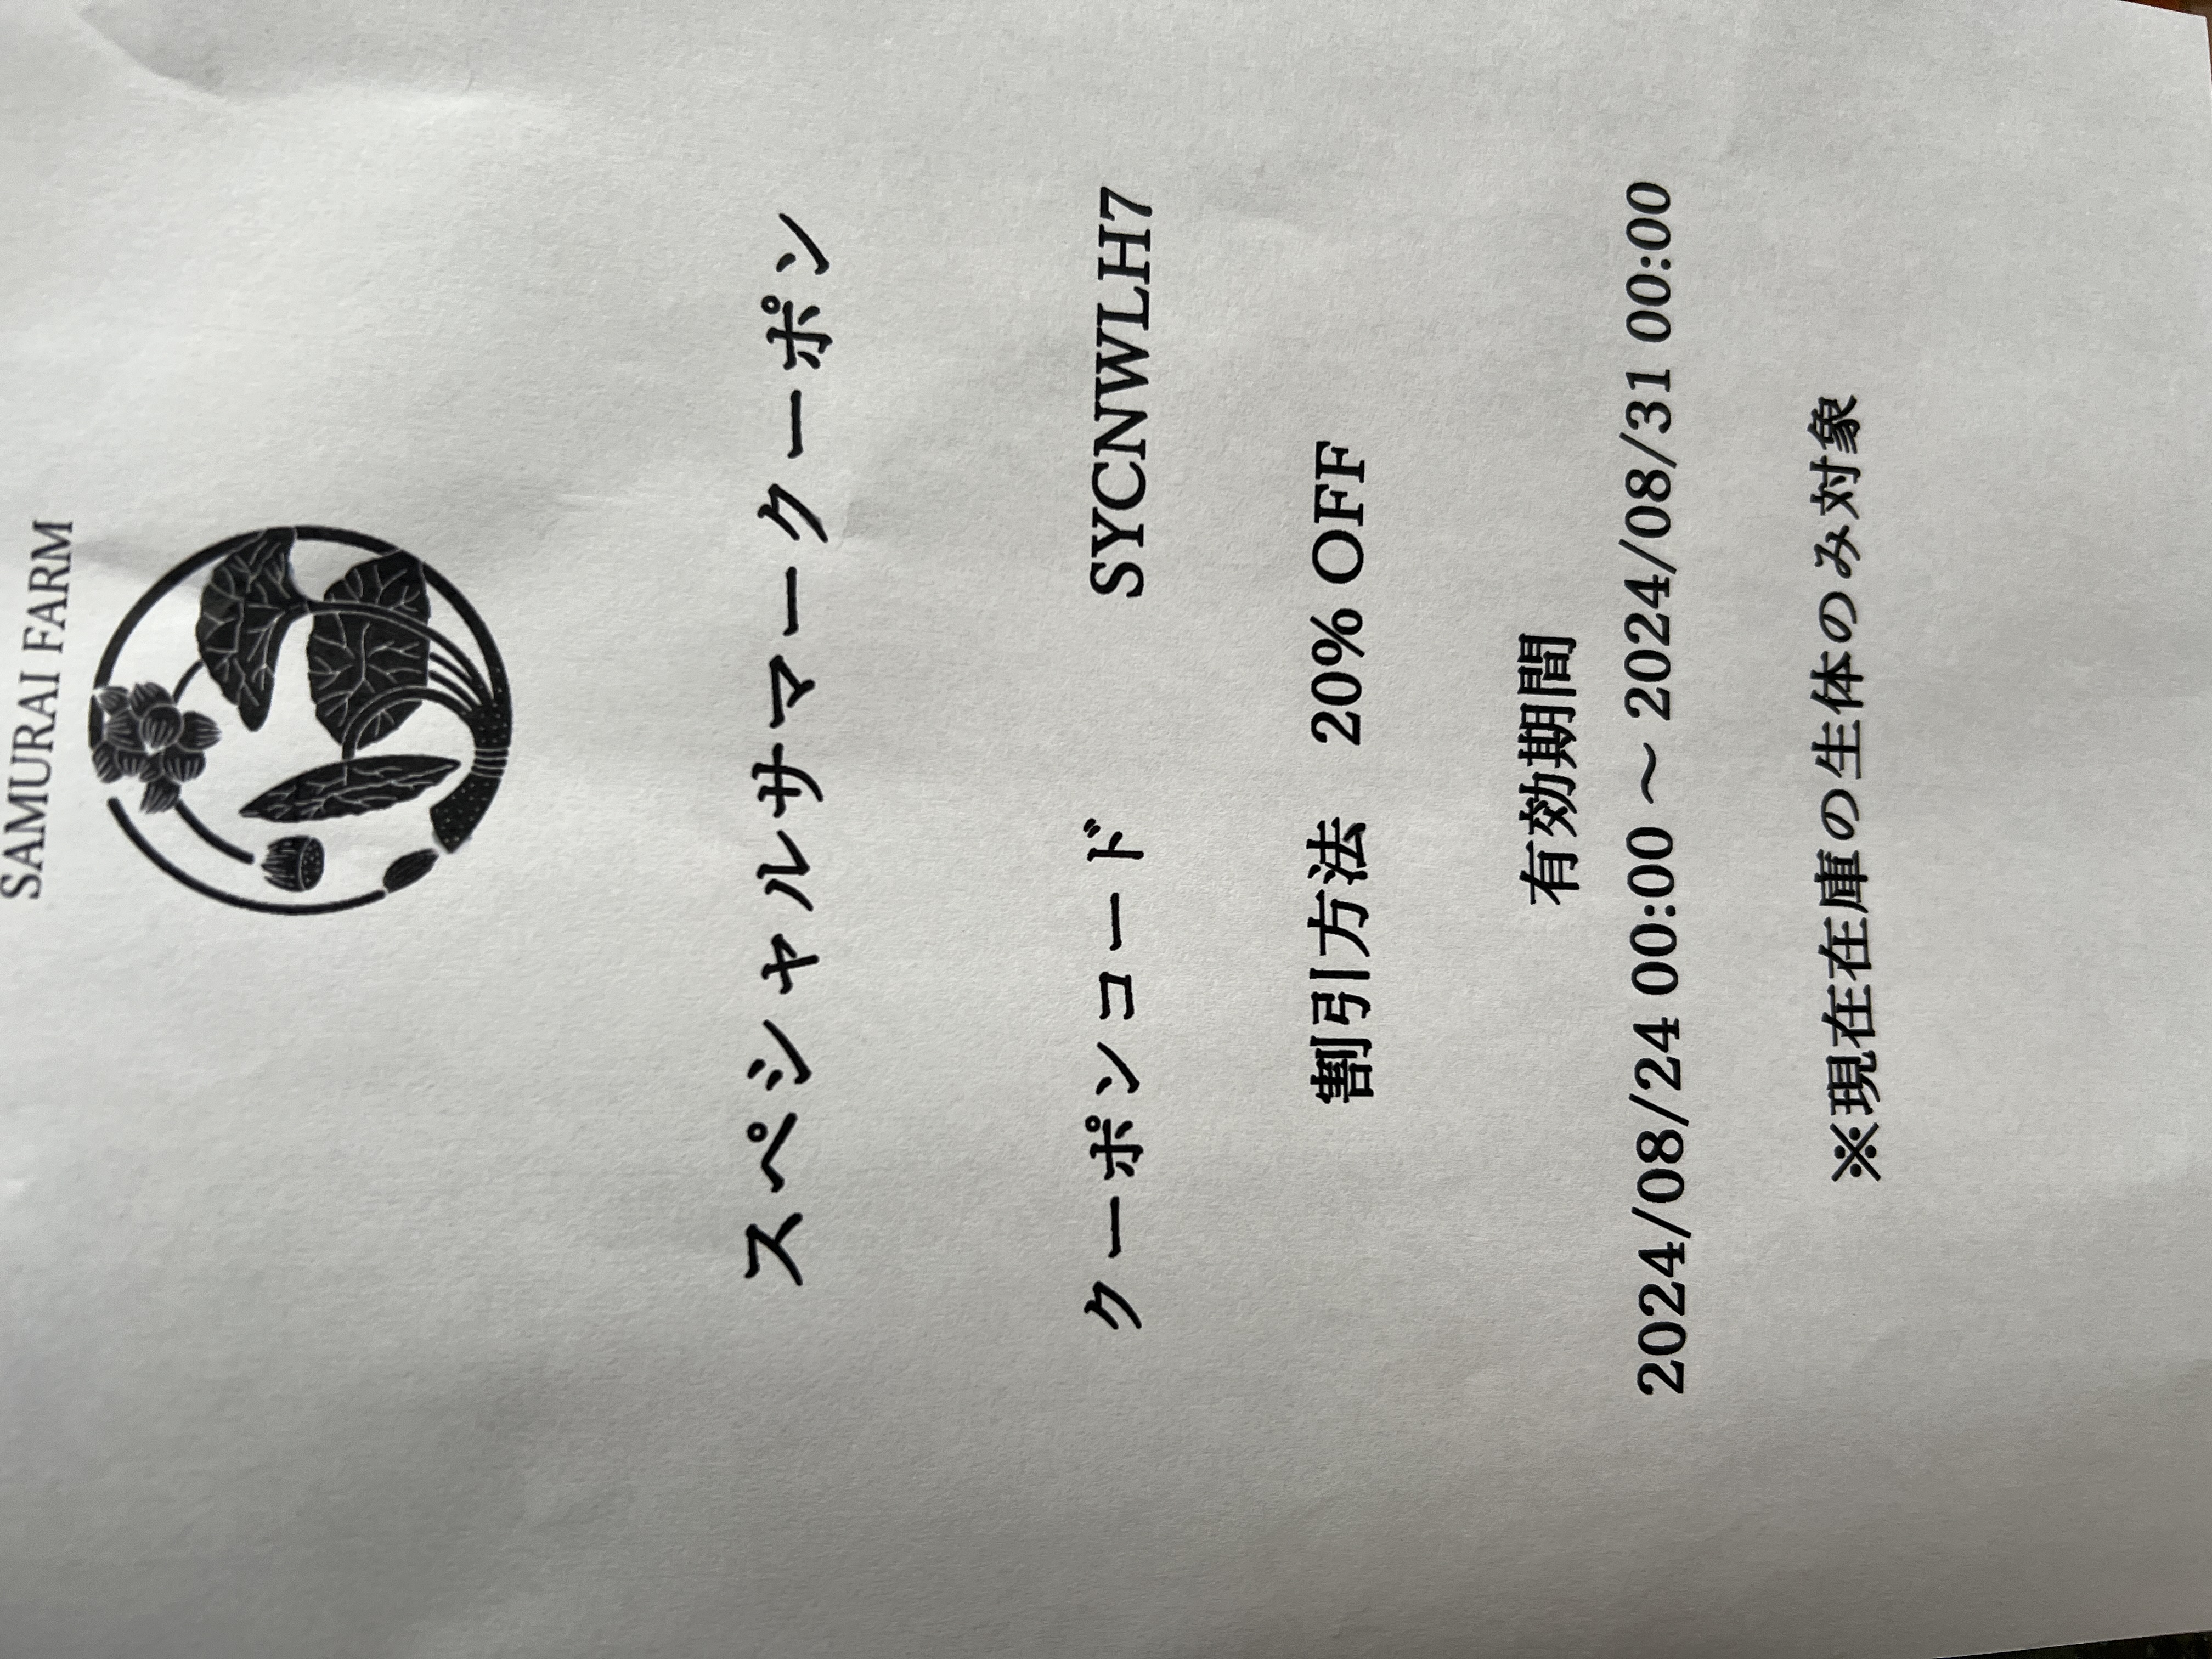 SAMURAI FARM
スペシャルサマークーポン
クーポンコード SYCNWLH7
割引方法 20% OFF
有効期間
2024/08/24 00:00 ～ 2024/08/31 00:00
※現在在庫の生体のみ対象